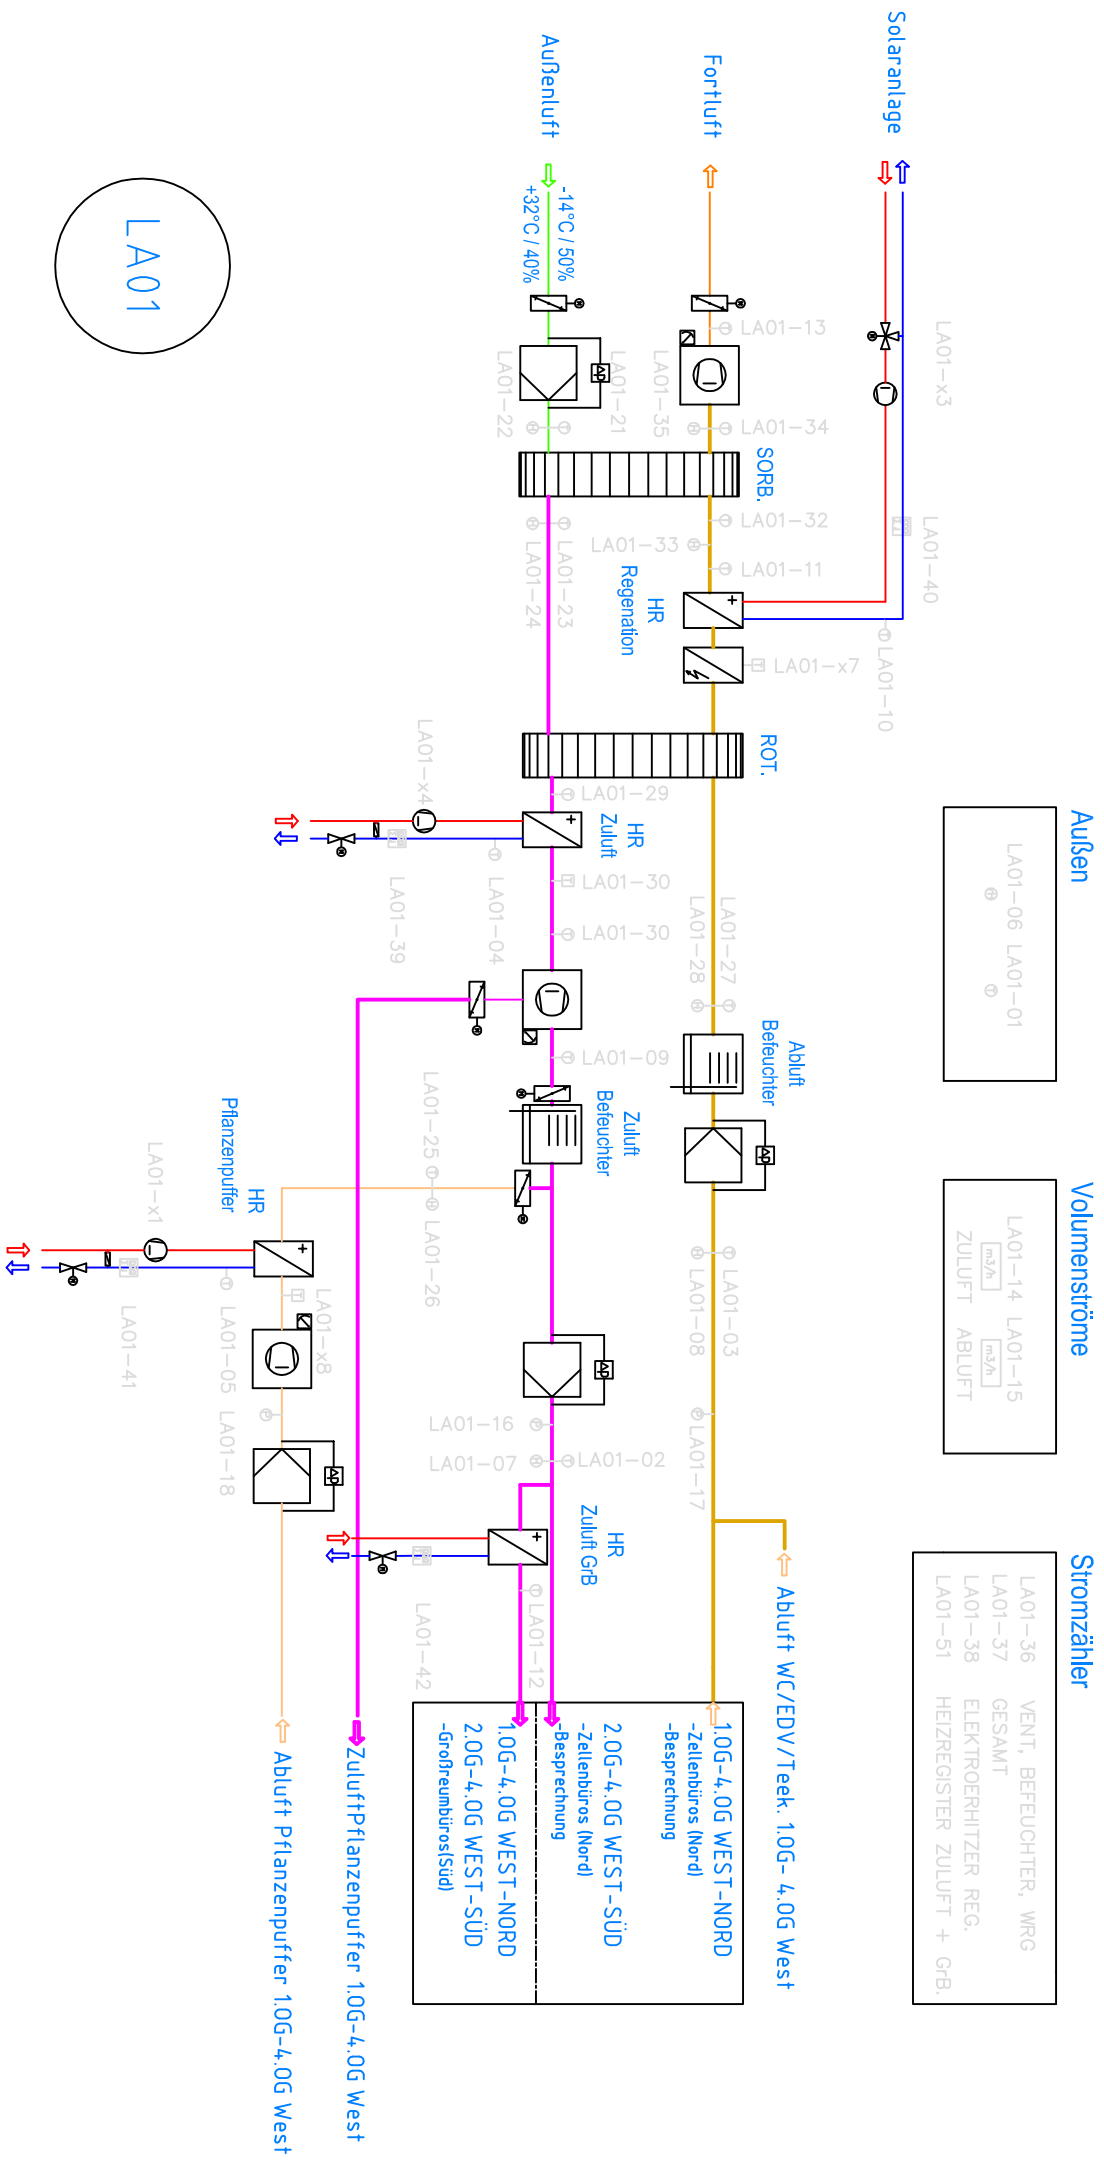 Solaranlage
Fortluft
Außenluft
-14°C / 50%
+32°C / 40%
LA01
LA01-x3
LA01-13
LA01-35
LA01-34
LA01-21
LA01-22
ΔP
SORB.
LA01-32
LA01-33
LA01-11
LA01-40
LA01-10
LA01-23
LA01-24
HR
Regenation
LA01-x7
ROT.
LA01-29
LA01-x4
HR
Zuluft
LA01-30
LA01-30
LA01-04
LA01-39
LA01-27
LA01-28
LA01-09
Abluft
Befeuchter
Zuluft
Befeuchter
ΔP
LA01-25
LA01-26
HR
Pflanzenpuffer
LA01-x1
LA01-41
LA01-05
LA01-x8
LA01-18
ΔP
LA01-03
LA01-08
LA01-17
ΔP
LA01-16
LA01-07
LA01-02
HR
Zuluft GrB
LA01-12
LA01-42
Außen
LA01-06 LA01-01
Volumenströme
LA01-14 LA01-15
m3/h m3/h
ZULUFT ABLUFT
Stromzähler
LA01-36 VENT, BEFEUCHTER, WRG
LA01-37 GESAMT
LA01-38 ELEKTROERHITZER REG.
LA01-51 HEIZREGISTER ZULUFT + GrB.
Abluft WC/EDV/Teek. 1.OG- 4.OG West
1.OG-4.OG WEST-NORD
-Zellenbüros (Nord)
-Besprechnung
2.OG-4.OG WEST-SÜD
-Zellenbüros (Nord)
-Besprechnung
1.OG-4.OG WEST-NORD
2.OG-4.OG WEST-SÜD
-Großreumbüros(Süd)
ZuluftPflanzenpuffer 1.OG-4.OG West
Abluft Pflanzenpuffer 1.OG-4.OG West